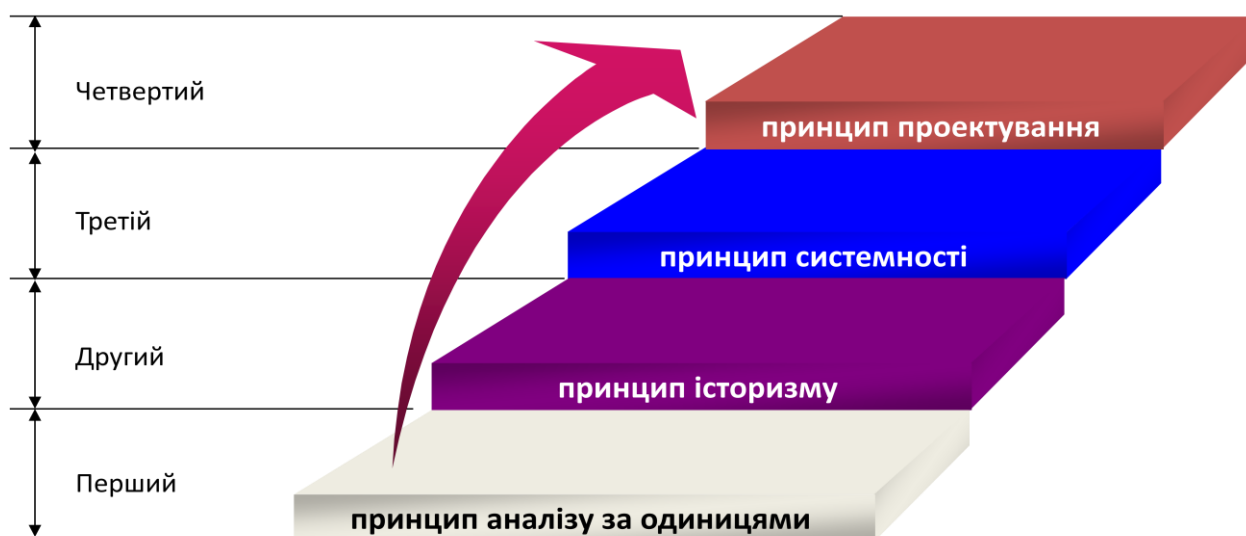 Четвертий
принцип проектування
Третій
принцип системності
Другий
принцип історизму
Перший
принцип аналізу за одиницями